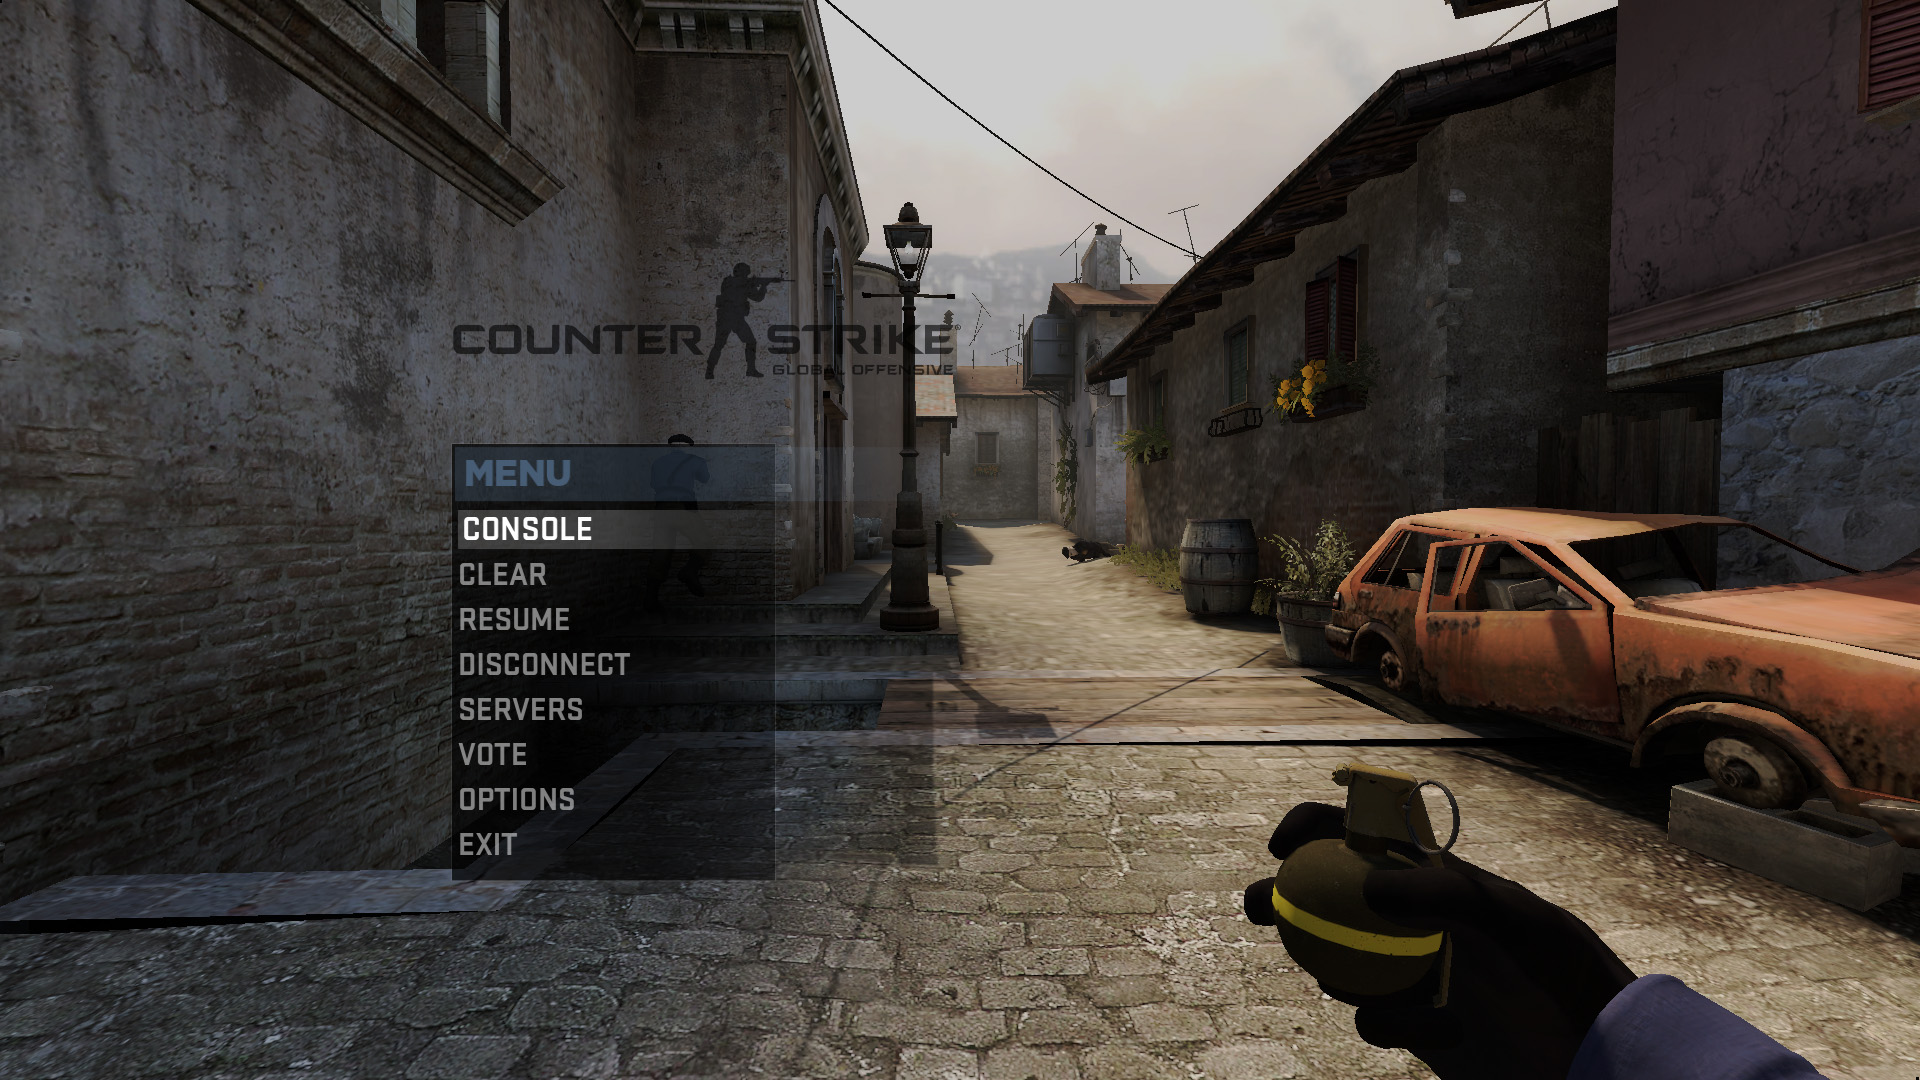 COUNTER STRIKE
GLOBAL OFFENSIVE
MENU
CONSOLE
CLEAR
RESUME
DISCONNECT
SERVERS
VOTE
OPTIONS
EXIT